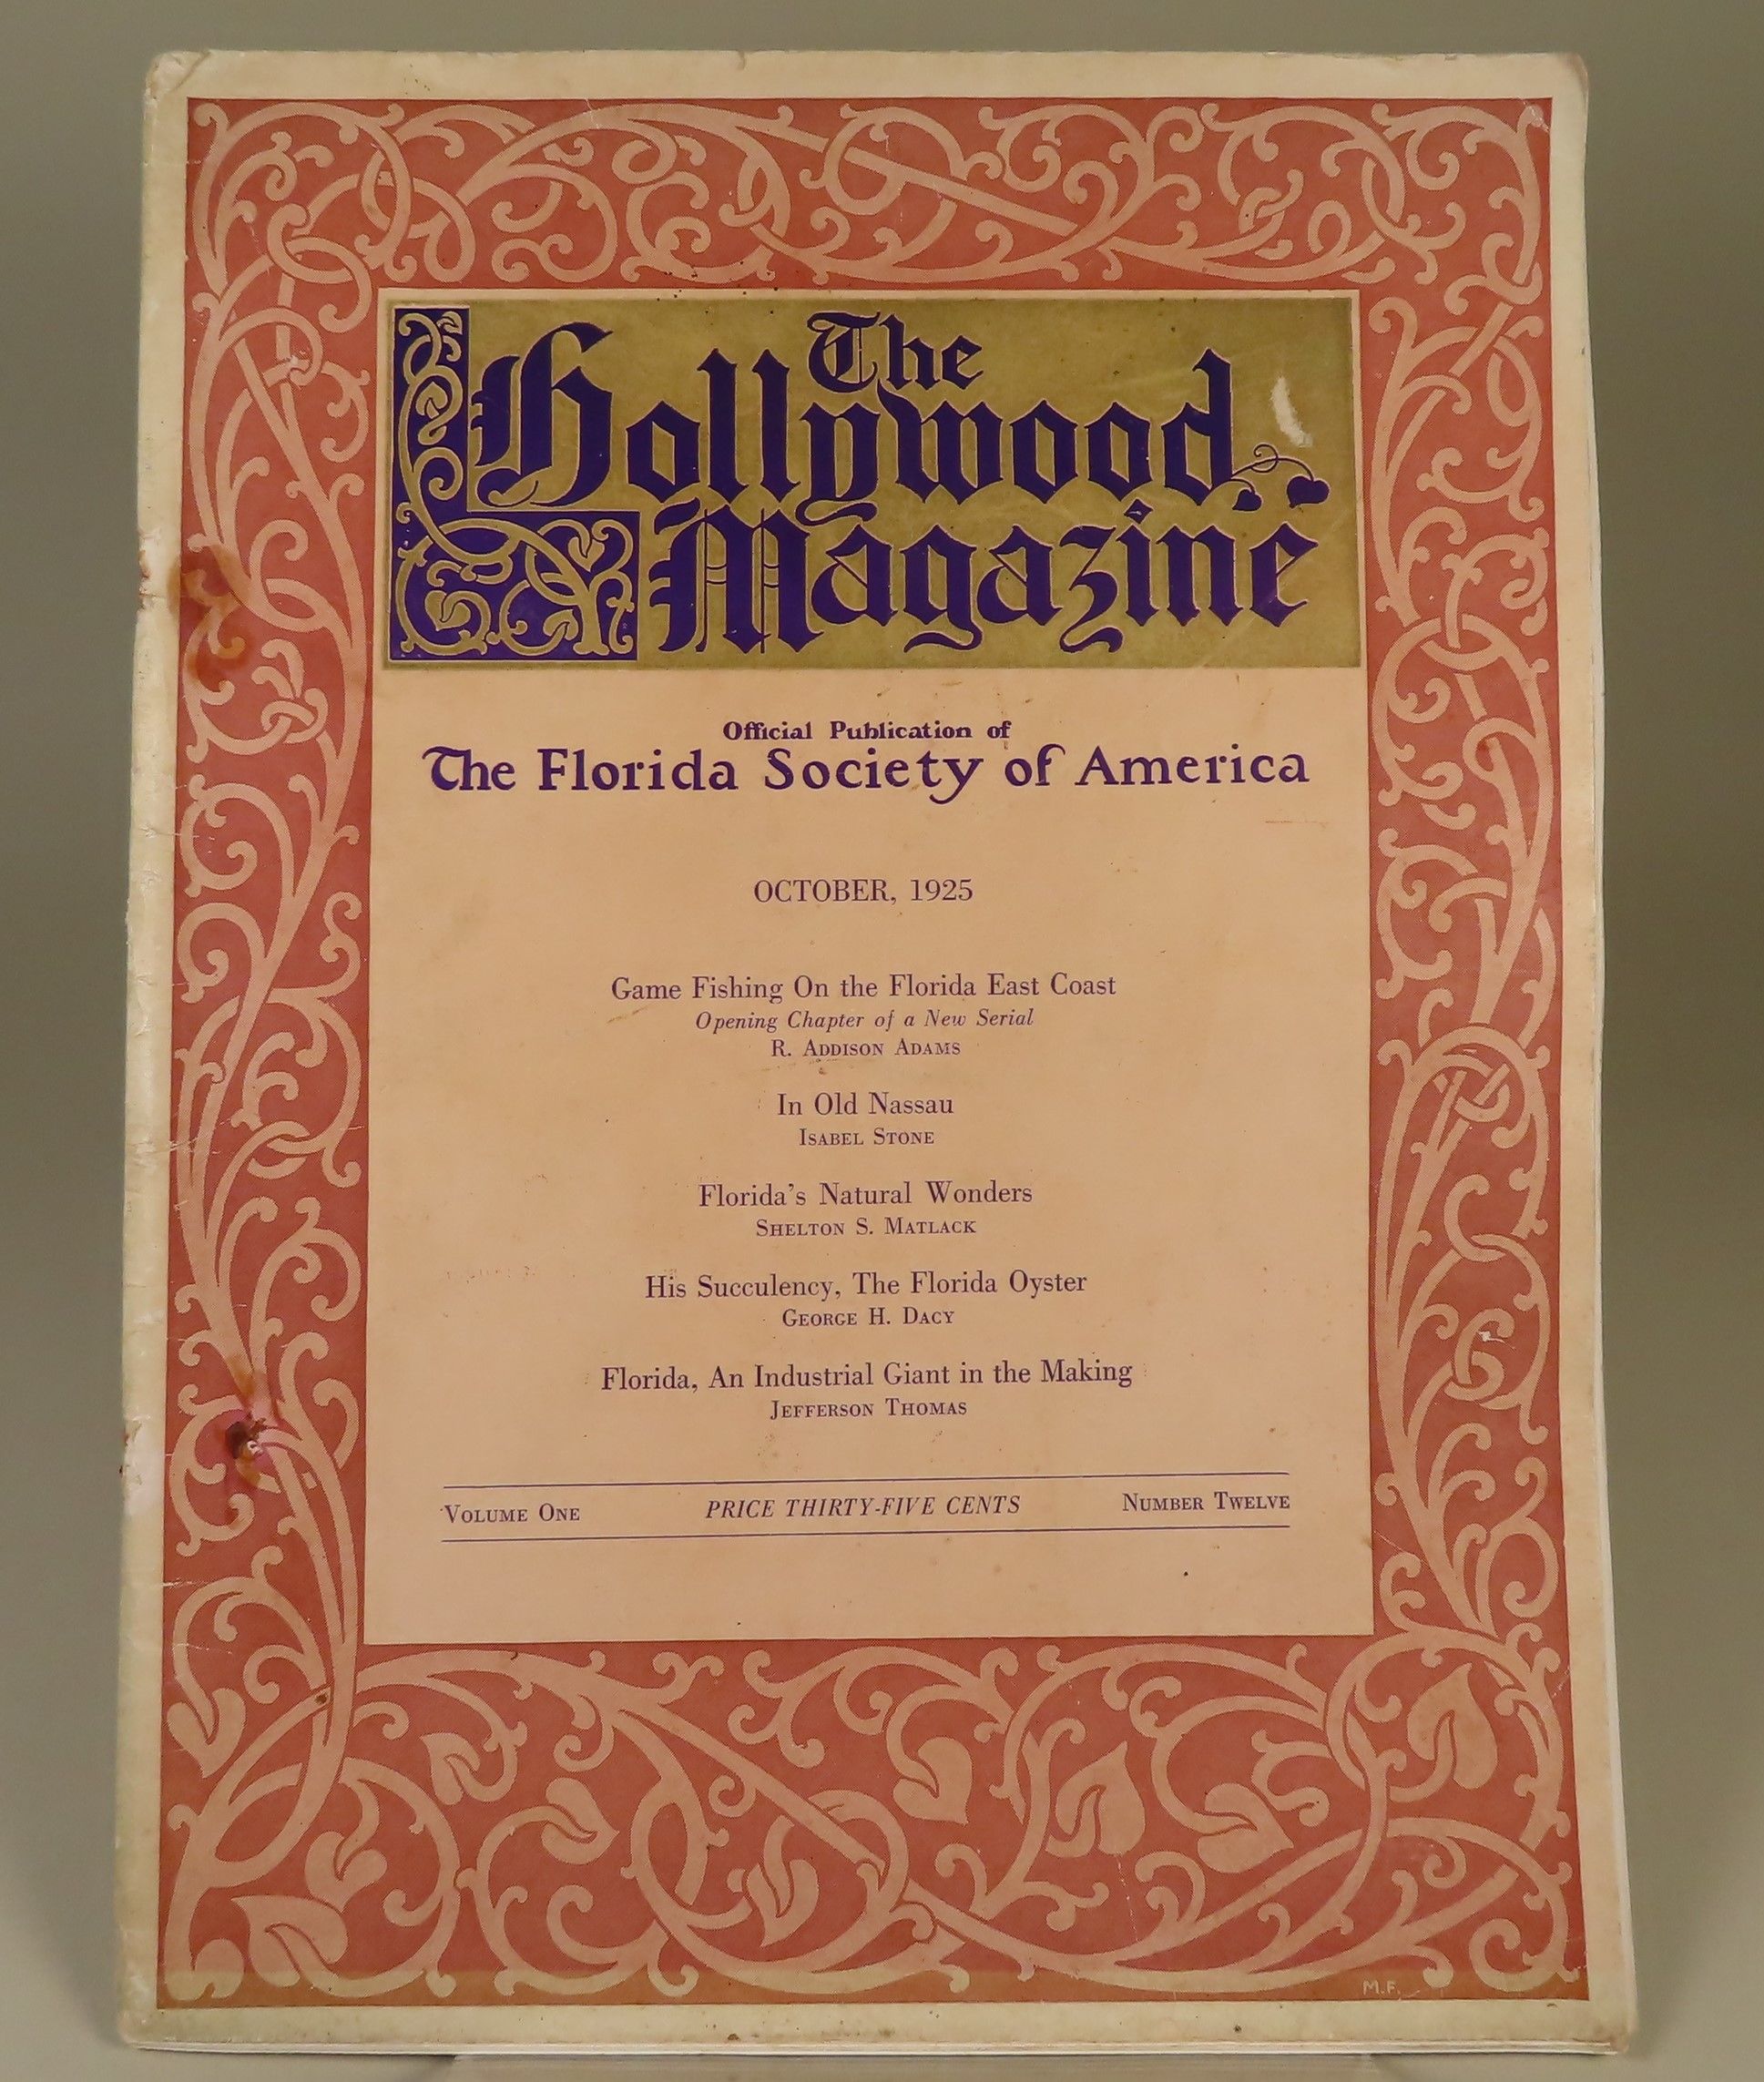 The
Hollywood
Magazine
Official Publication of
The Florida Society of America
OCTOBER, 1925
Game Fishing On the Florida East Coast
Opening Chapter of a New Serial
R. ADDISON ADAMS
In Old Nassau
ISABEL STONE
Florida's Natural Wonders
SHELTON S. MATLACK
His Succulency, The Florida Oyster
GEORGE H. DACY
Florida, An Industrial Giant in the Making
JEFFERSON THOMAS
VOLUME ONE PRICE THIRTY-FIVE CENTS NUMBER TWELVE
M.F.